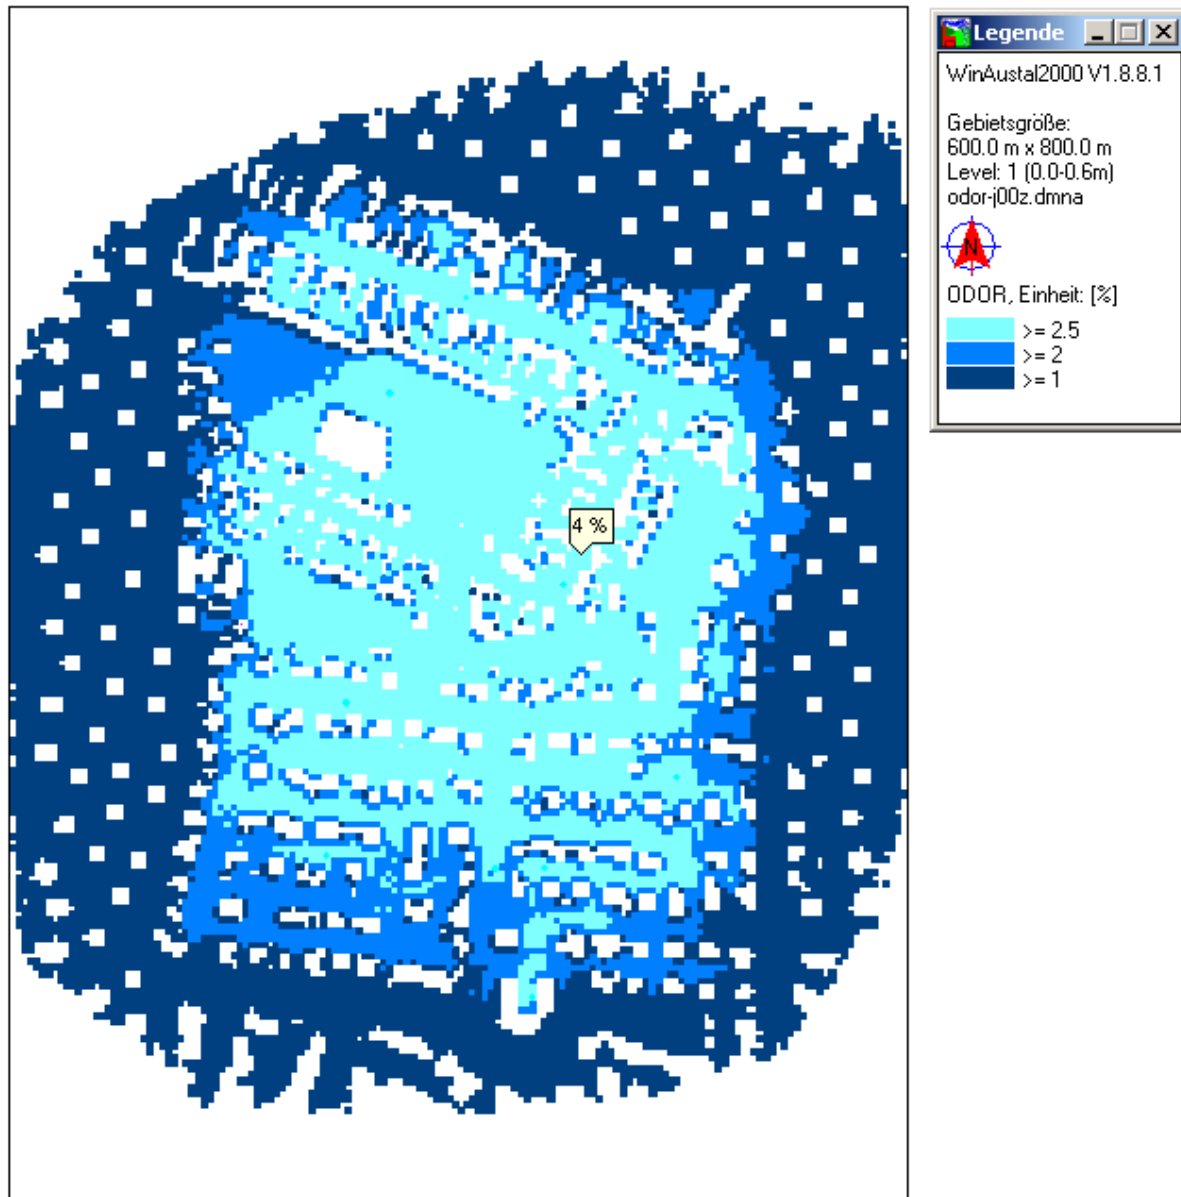 Legende
WinAustal2000 V1.8.8.1
Gebietsgröße:
600.0 m x 800.0 m
Level: 1 (0.0-0.6m)
odor-j00z.dmna
N
ODOR, Einheit: [%]
>= 2.5
>= 2
>= 1
4 %